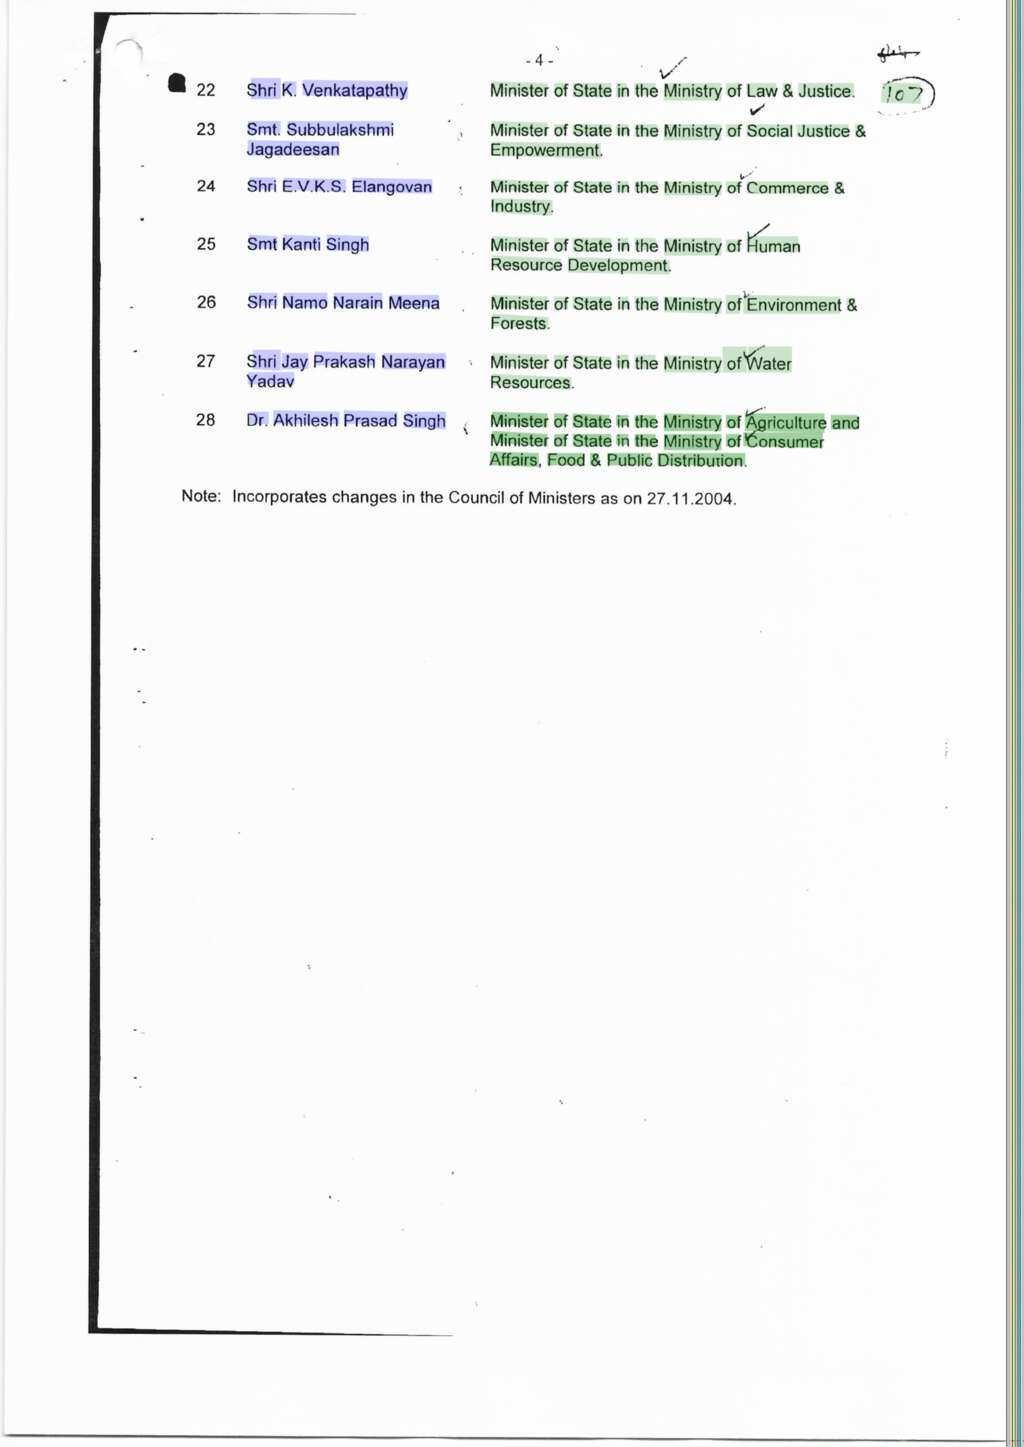 -4-
22 Shri K. Venkatapathy Minister of State in the Ministry of Law & Justice. 107
23 Smt. Subbulakshmi Minister of State in the Ministry of Social Justice &
Jagadeesan Empowerment.
24 Shri E.V.K.S. Elangovan Minister of State in the Ministry of Commerce &
Industry.
25 Smt Kanti Singh Minister of State in the Ministry of Human
Resource Development.
26 Shri Namo Narain Meena Minister of State in the Ministry of Environment &
Forests.
27 Shri Jay Prakash Narayan Minister of State in the Ministry of Water
Yadav Resources.
28 Dr. Akhilesh Prasad Singh Minister of State in the Ministry of Agriculture and
Minister of State in the Ministry of Consumer
Affairs, Food & Public Distribution.
Note: Incorporates changes in the Council of Ministers as on 27.11.2004.